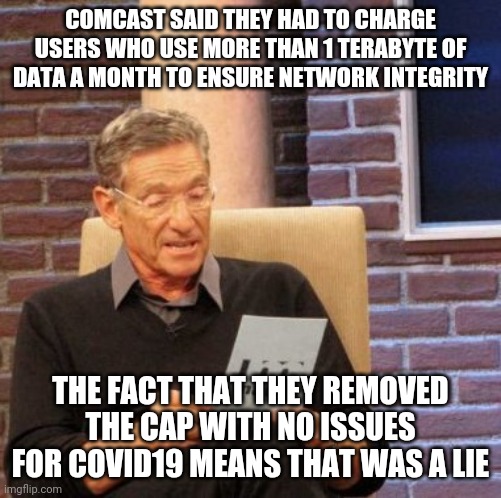 COMCAST SAID THEY HAD TO CHARGE
USERS WHO USE MORE THAN 1 TERABYTE OF
DATA A MONTH TO ENSURE NETWORK INTEGRITY
THE FACT THAT THEY REMOVED
THE CAP WITH NO ISSUES
FOR COVID19 MEANS THAT WAS A LIE
imgflip.com